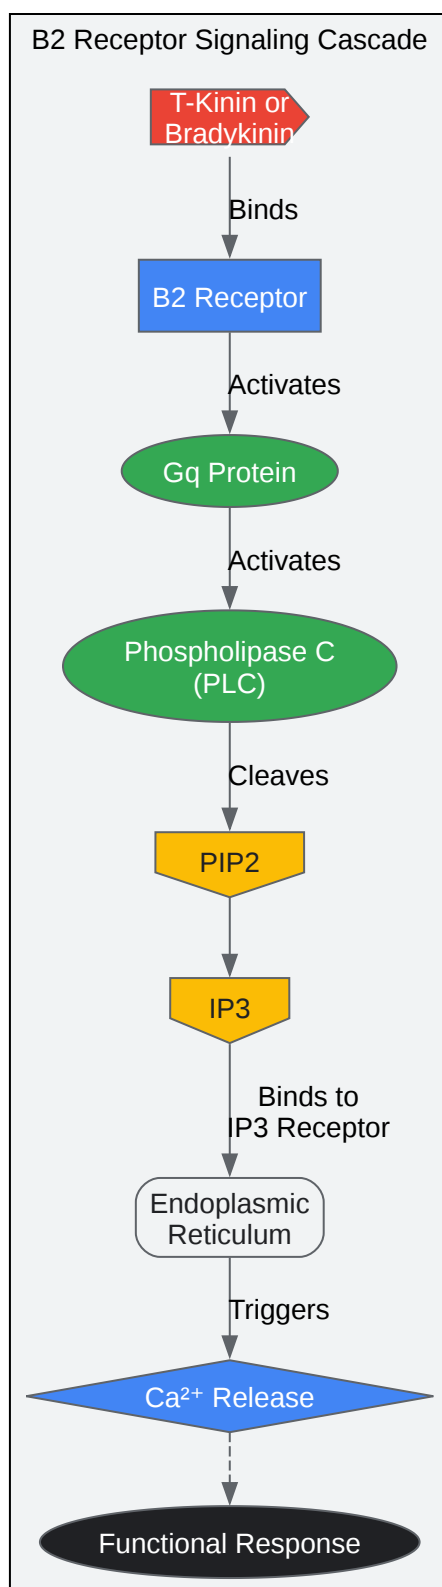 B2 Receptor Signaling Cascade
T-Kinin or
Bradykinin
Binds
B2 Receptor
Activates
Gq Protein
Activates
Phospholipase C
(PLC)
Cleaves
PIP2
IP3
Binds to
IP3 Receptor
Endoplasmic
Reticulum
Triggers
Ca²⁺ Release
Functional Response